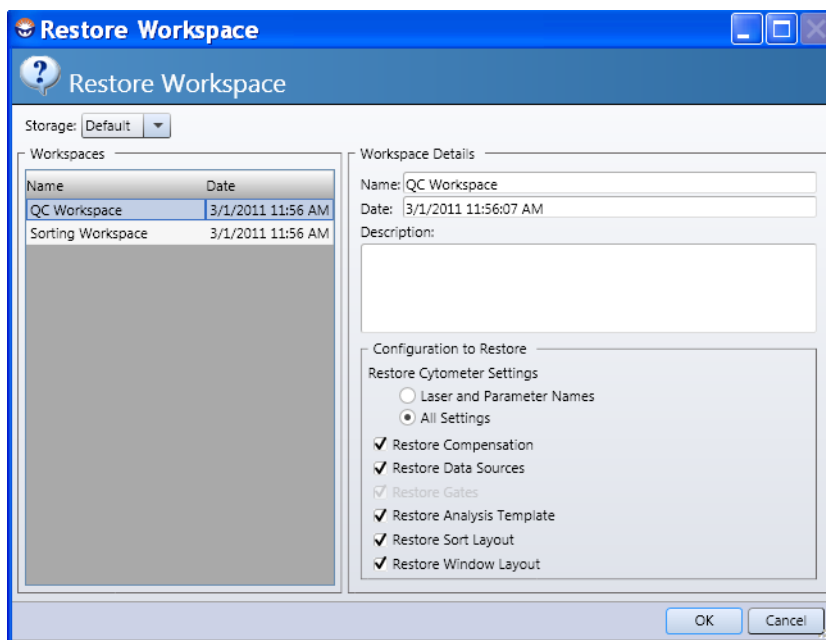 Restore Workspace
?
Restore Workspace
Storage: Default
Workspaces
Name Date
QC Workspace 3/1/2011 11:56 AM
Sorting Workspace 3/1/2011 11:56 AM
Workspace Details
Name: QC Workspace
Date: 3/1/2011 11:56:07 AM
Description:
Configuration to Restore
Restore Cytometer Settings
Laser and Parameter Names
All Settings
Restore Compensation
Restore Data Sources
Restore Gates
Restore Analysis Template
Restore Sort Layout
Restore Window Layout
OK Cancel